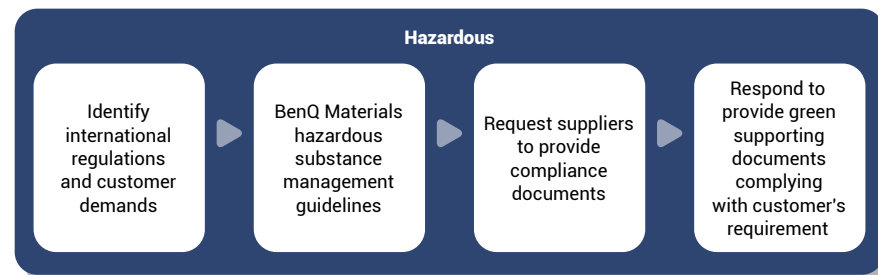 Hazardous
Identify
international
regulations
and customer
demands
BenQ Materials
hazardous
substance
management
guidelines
Request suppliers
to provide
compliance
documents
Respond to
provide green
supporting
documents
complying
with customer's
requirement